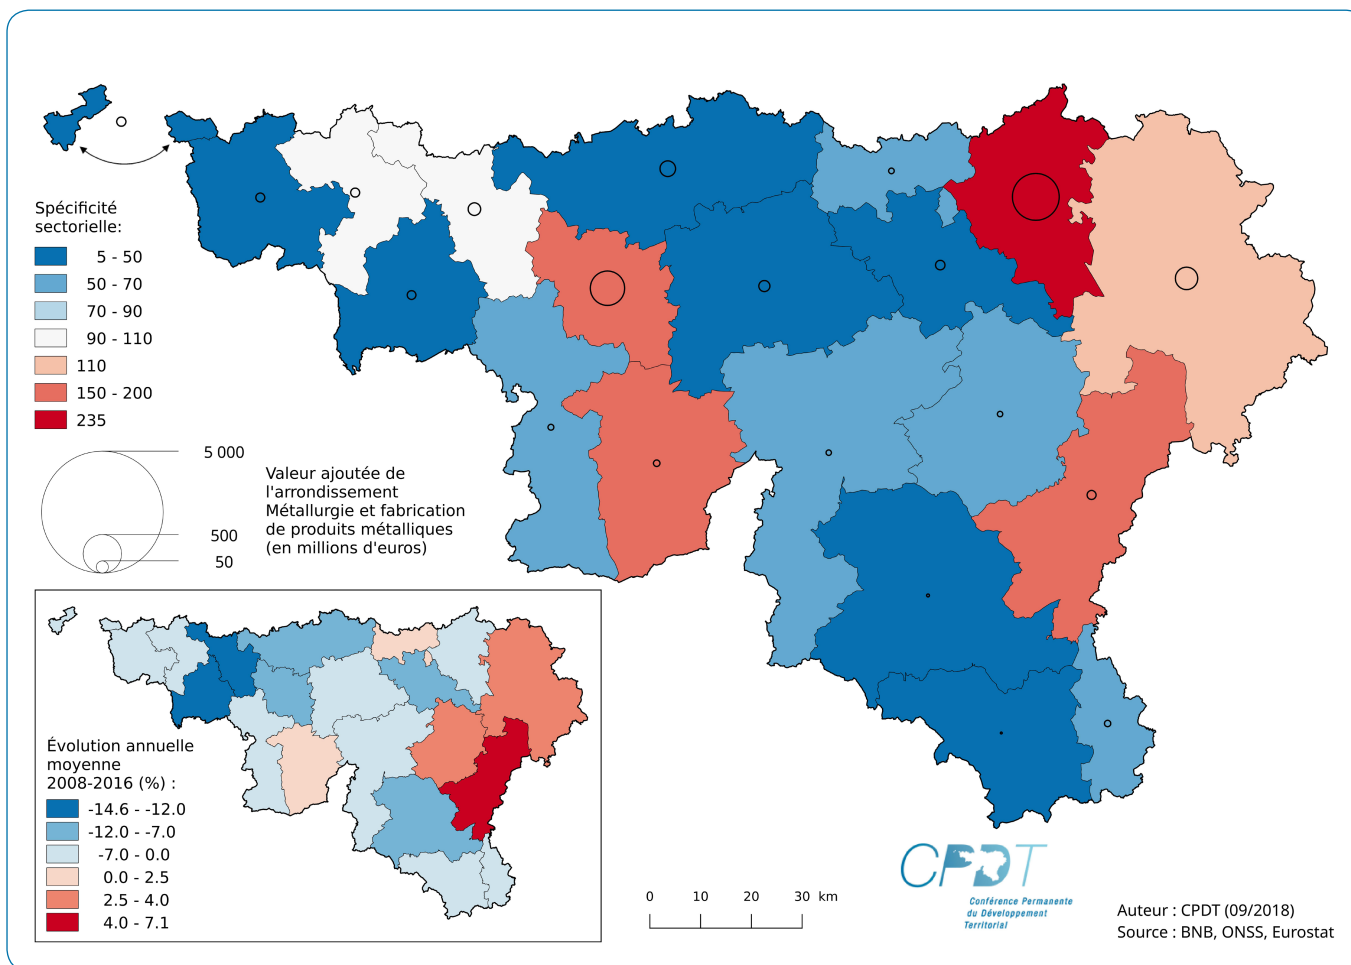 Spécificité
sectorielle:
5 - 50
50 - 70
70 - 90
90 - 110
110
150 - 200
235
5 000
500
50
Valeur ajoutée de
l'arrondissement
Métallurgie et fabrication
de produits métalliques
(en millions d'euros)
Évolution annuelle
moyenne
2008-2016 (%) :
-14.6 - -12.0
-12.0 - -7.0
-7.0 - 0.0
0.0 - 2.5
2.5 - 4.0
4.0 - 7.1
0 10 20 30 km
CPDT
Conférence Permanente
du Développement
Territorial
Auteur : CPDT (09/2018)
Source : BNB, ONSS, Eurostat